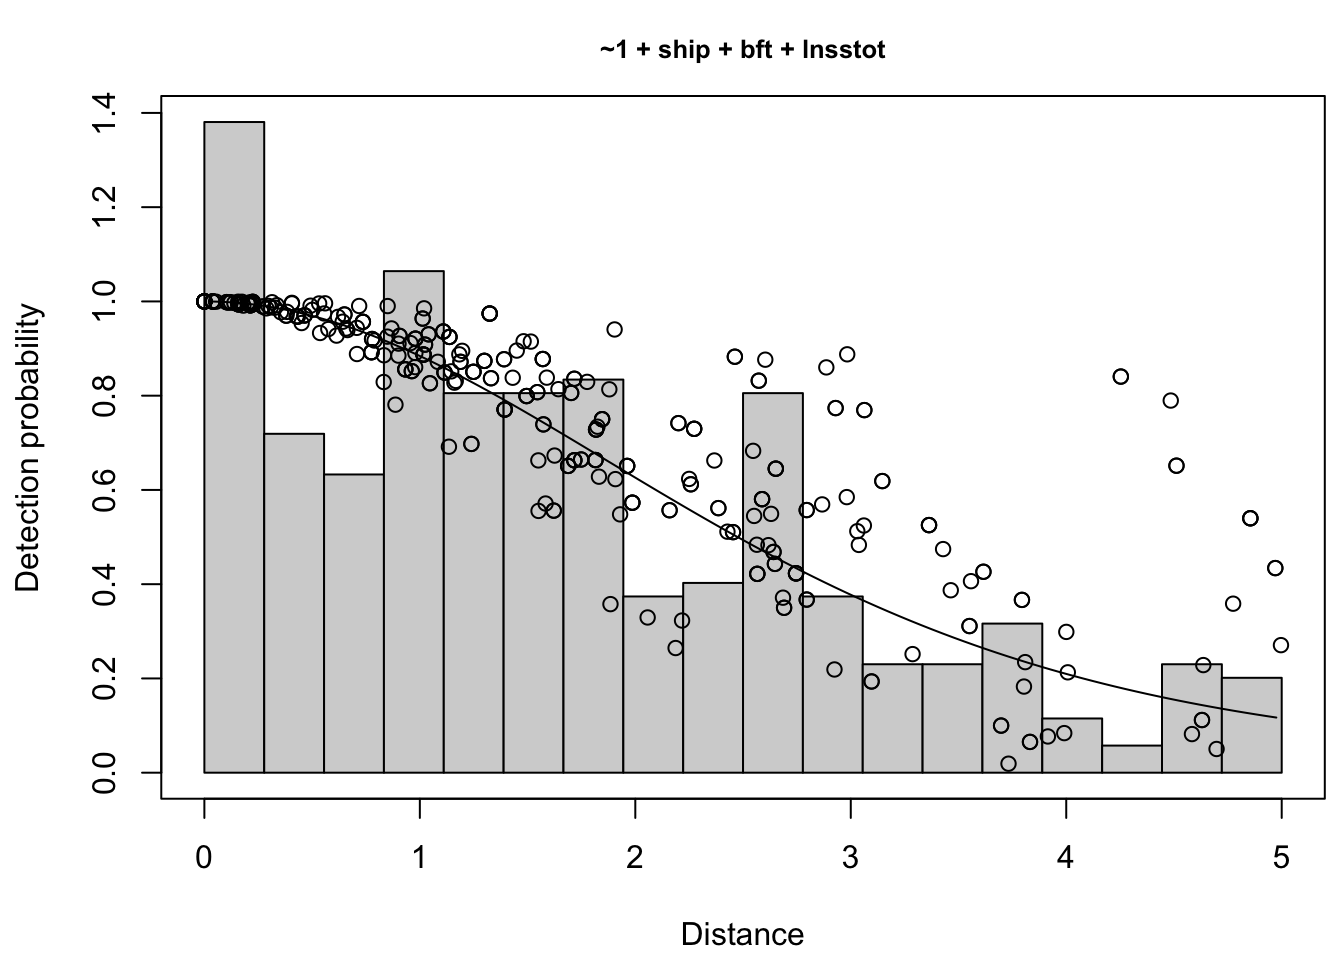 ~1 + ship + bft + lnsstot
Detection probability
1.4
1.2
1.0
0.8
0.6
0.4
0.2
0.0
0 1 2 3 4 5
Distance